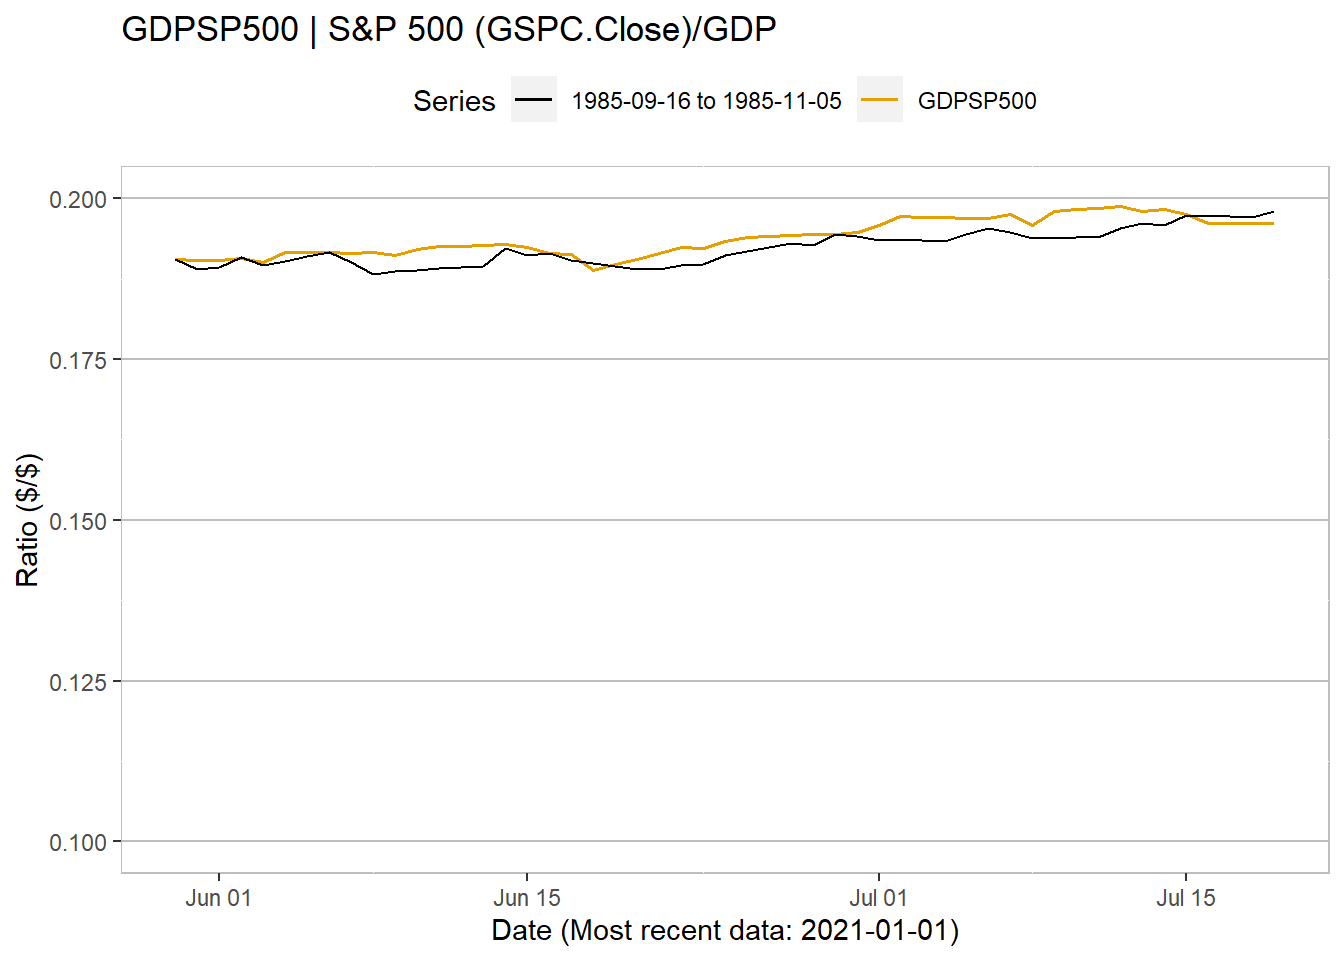 GDPSP500 | S&P 500 (GSPC.Close)/GDP
Series 1985-09-16 to 1985-11-05 GDPSP500
0.200
0.175
0.150
0.125
0.100
Ratio ($/$)
Jun 01 Jun 15 Jul 01 Jul 15
Date (Most recent data: 2021-01-01)